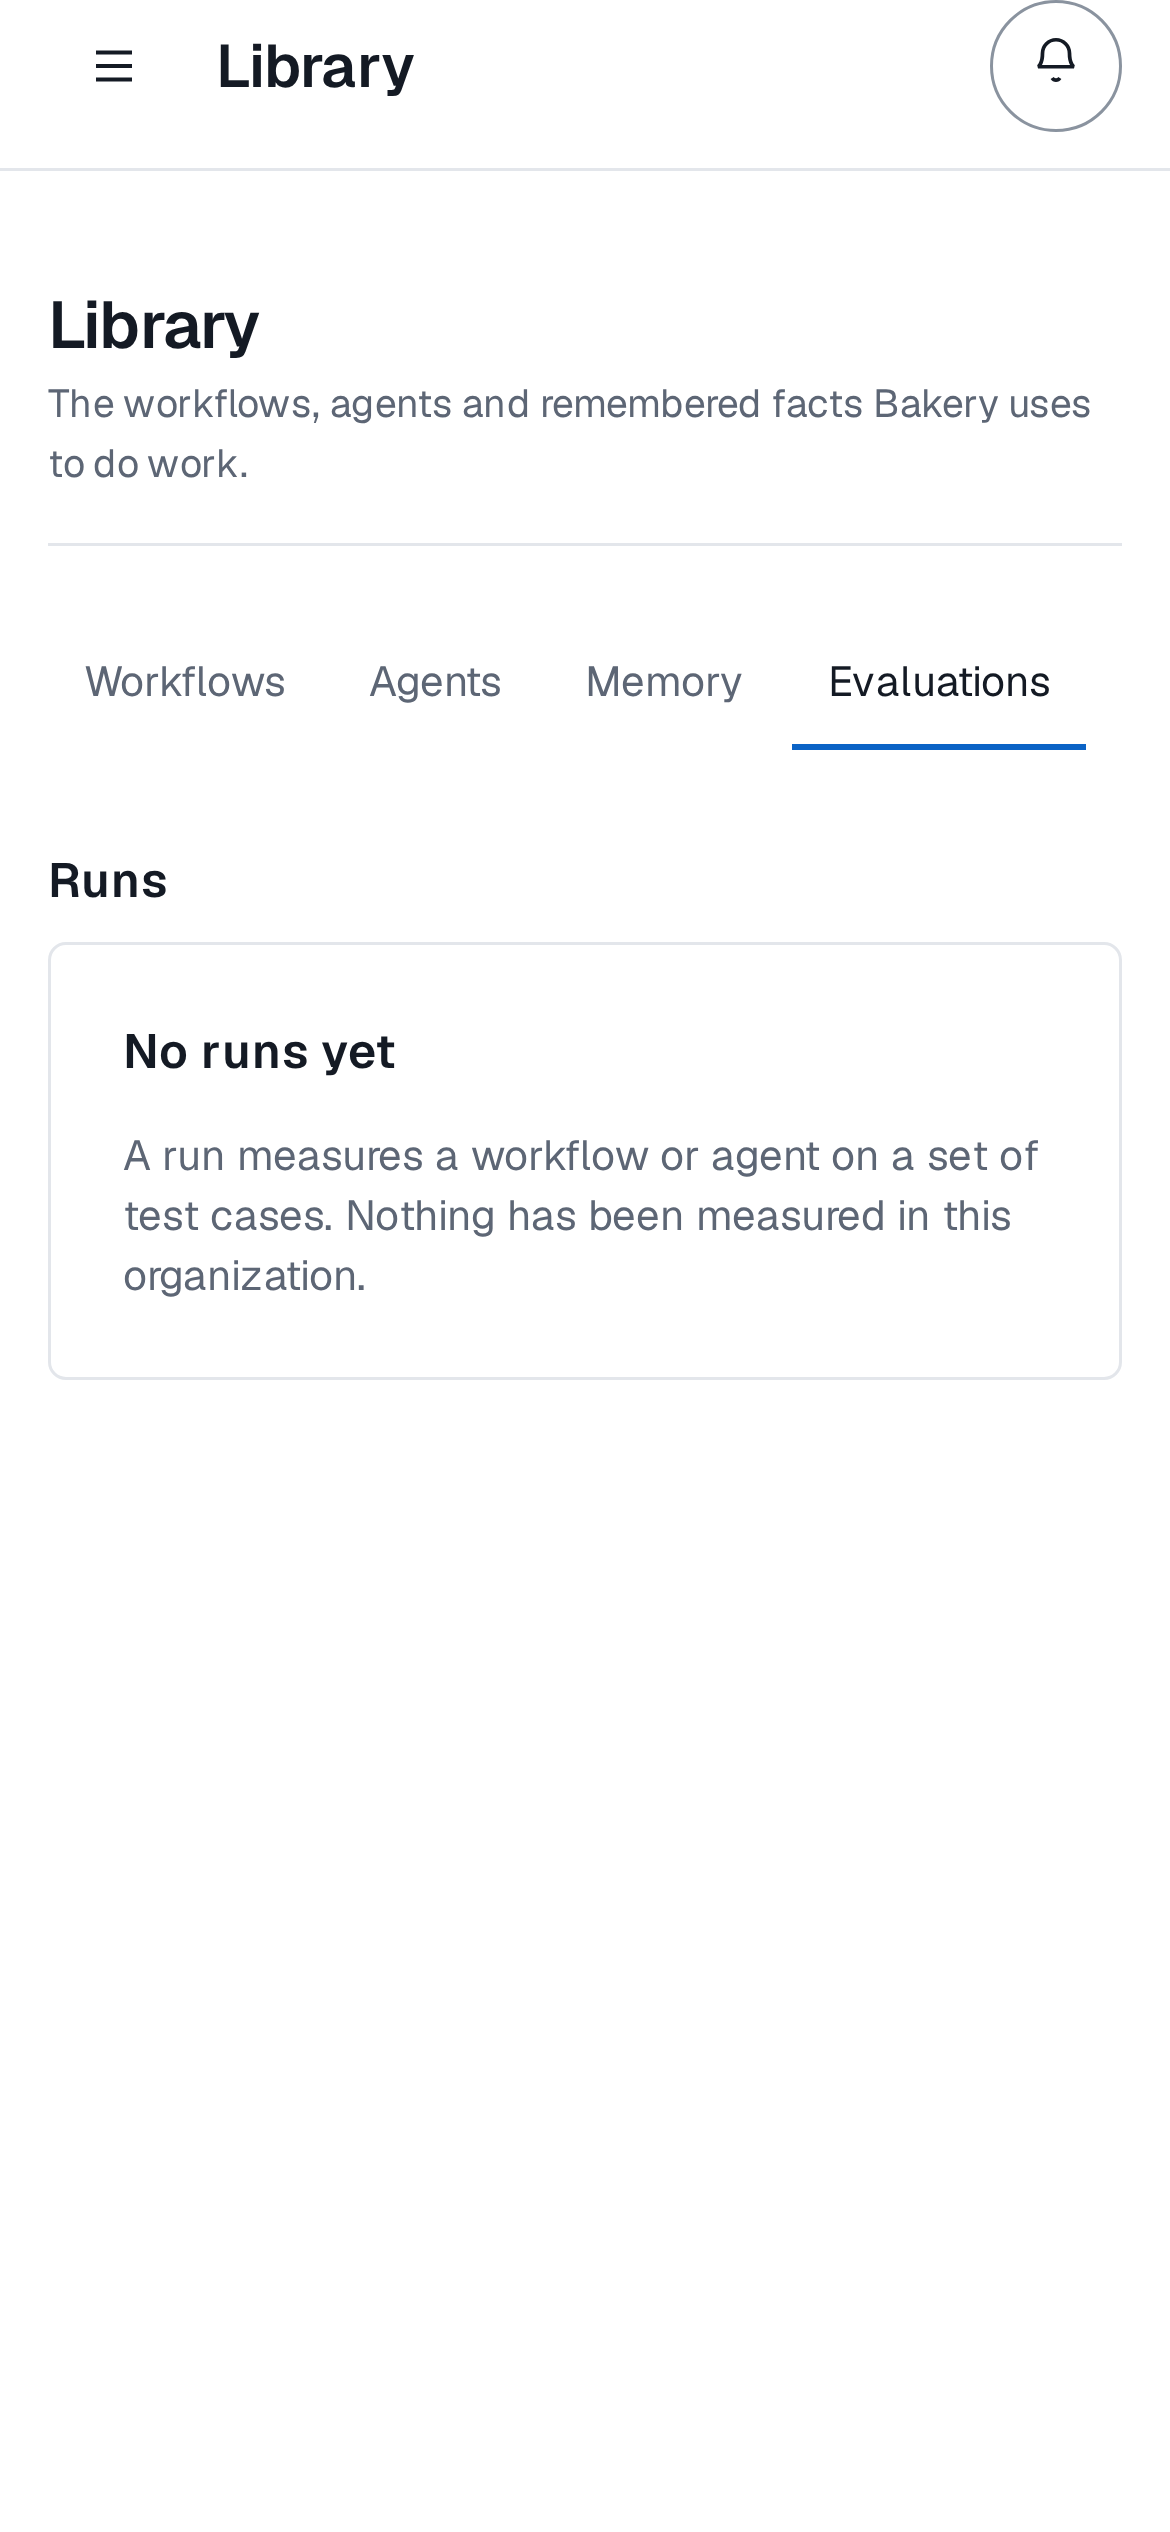 Library
Library
The workflows, agents and remembered facts Bakery uses
to do work.
Workflows Agents Memory Evaluations
Runs
No runs yet
A run measures a workflow or agent on a set of
test cases. Nothing has been measured in this
organization.